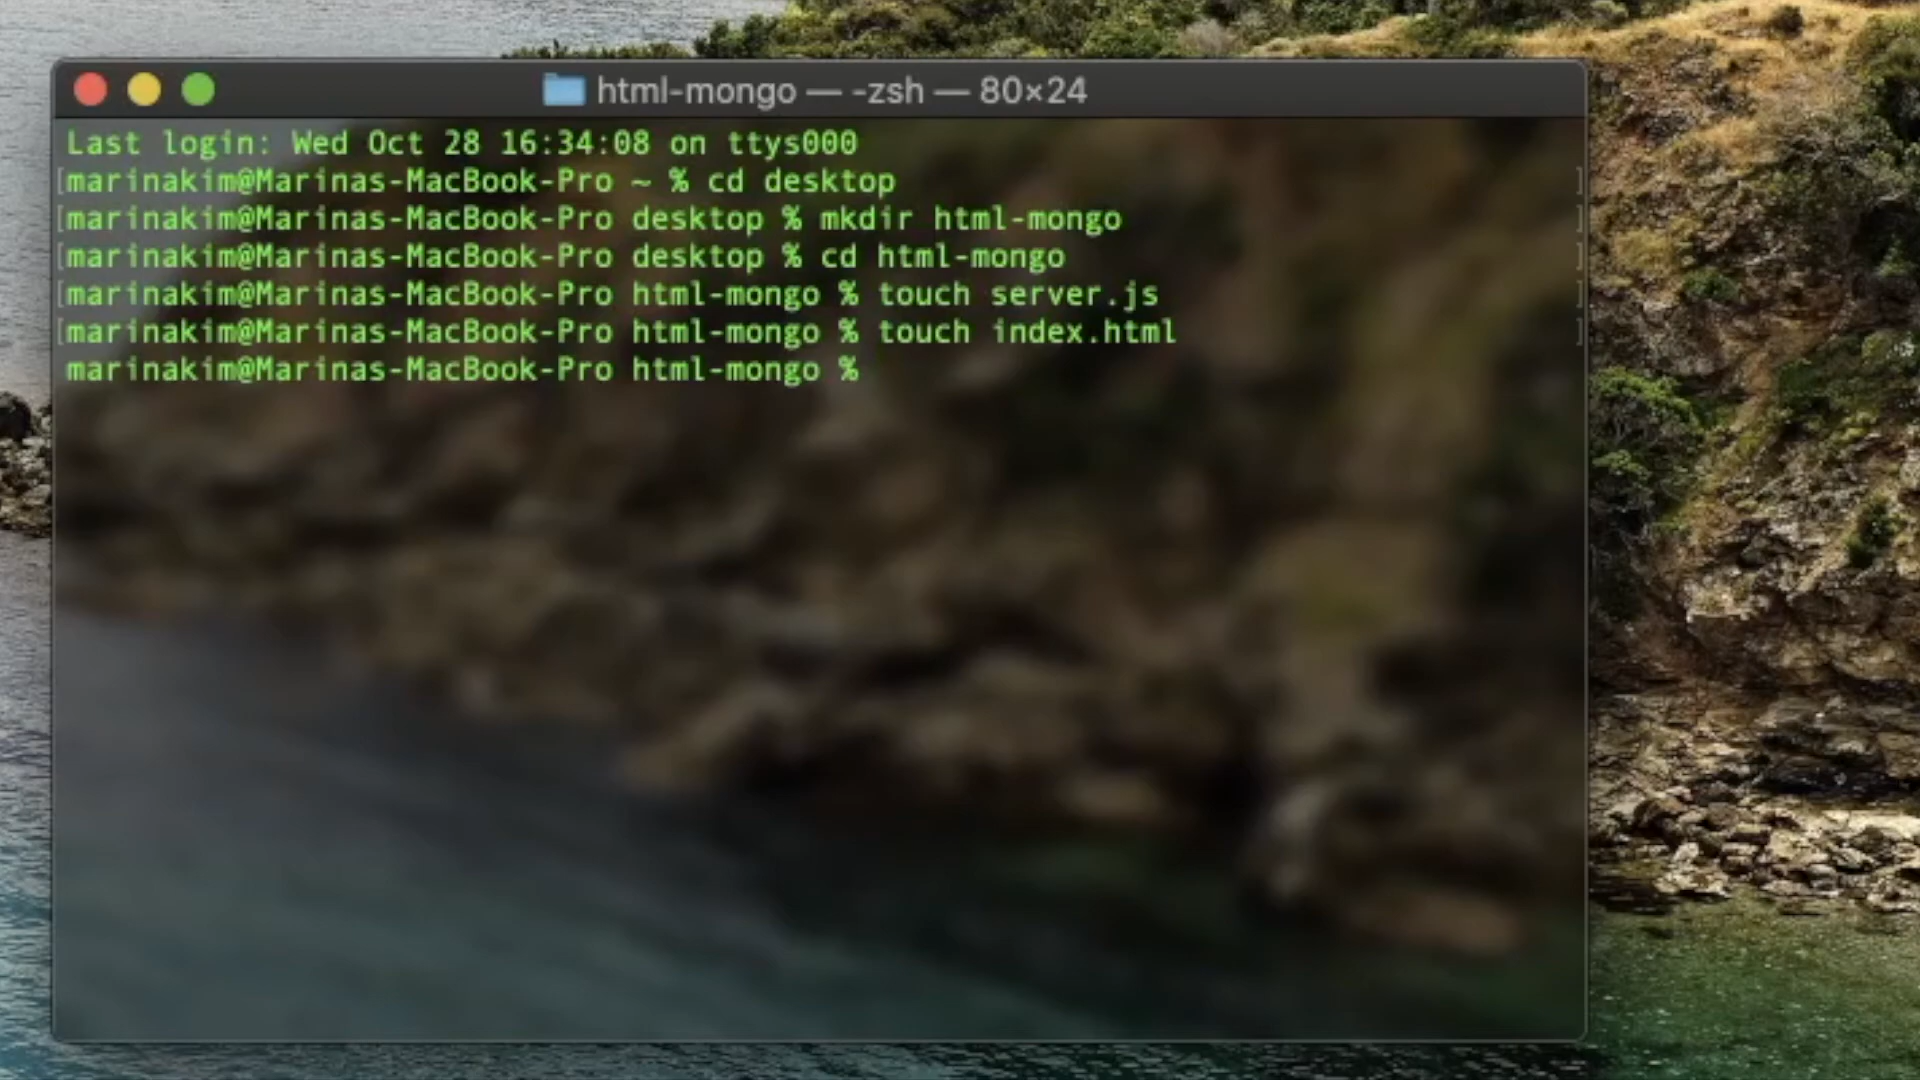 html-mongo — -zsh — 80×24
Last login: Wed Oct 28 16:34:08 on ttys000
[marinakim@Marinas-MacBook-Pro ~ % cd desktop ]
[marinakim@Marinas-MacBook-Pro desktop % mkdir html-mongo ]
[marinakim@Marinas-MacBook-Pro desktop % cd html-mongo ]
[marinakim@Marinas-MacBook-Pro html-mongo % touch server.js ]
[marinakim@Marinas-MacBook-Pro html-mongo % touch index.html ]
marinakim@Marinas-MacBook-Pro html-mongo %